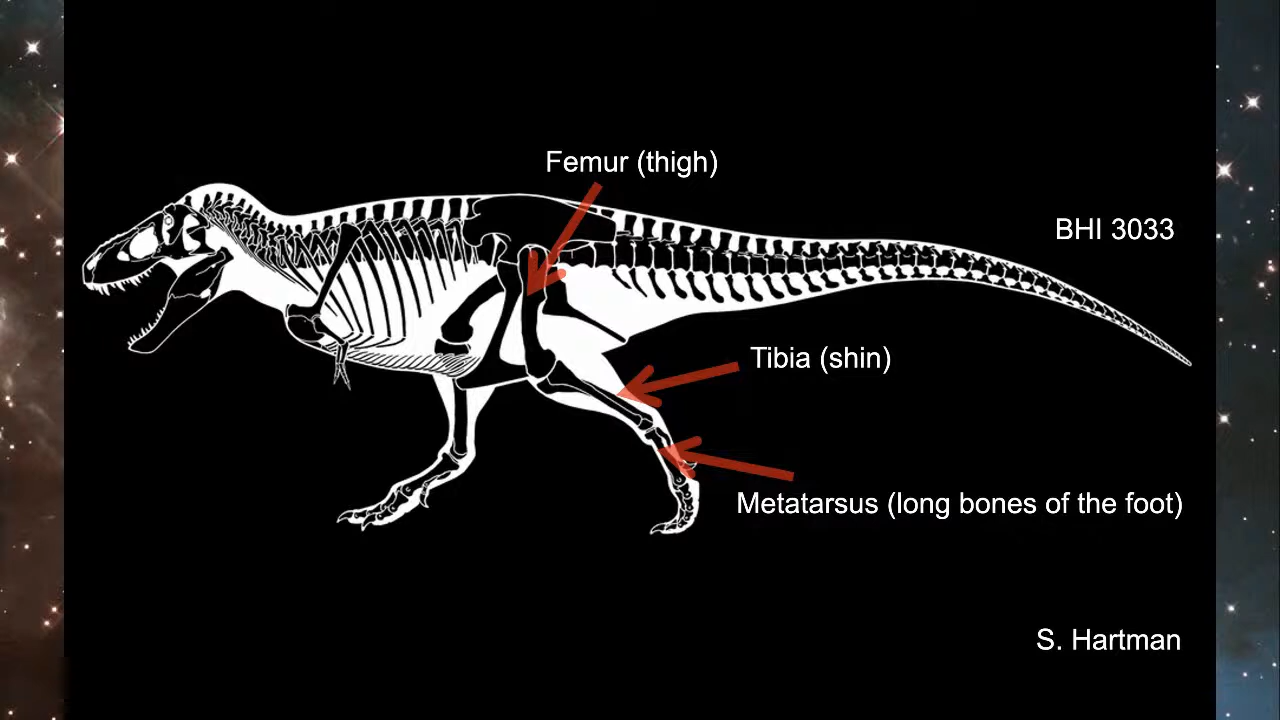 Femur (thigh)
BHI 3033
Tibia (shin)
Metatarsus (long bones of the foot)
S. Hartman